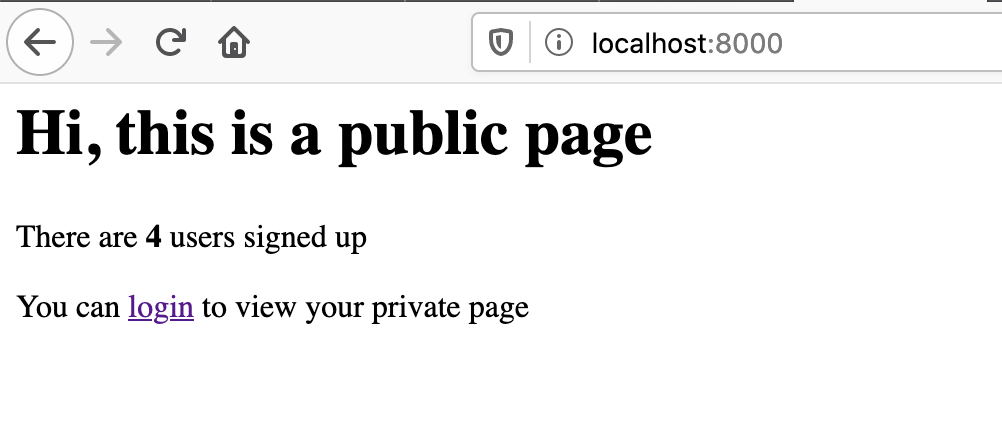 localhost:8000
Hi, this is a public page
There are 4 users signed up
You can login to view your private page